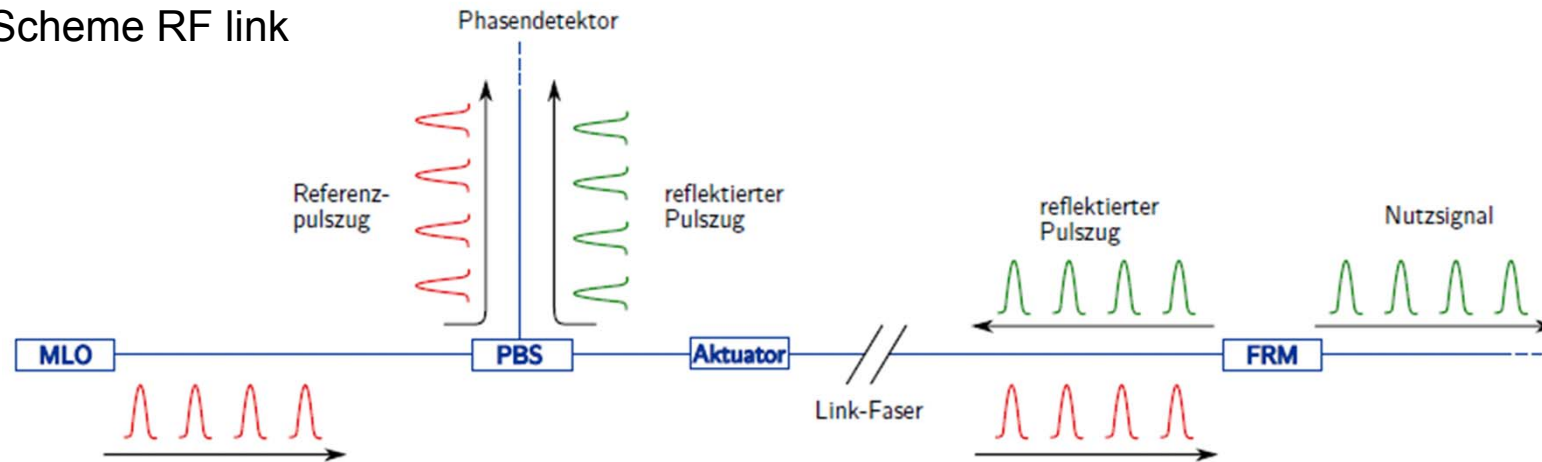 Scheme RF link
Phasendetektor
Referenz-
pulszug
reflektierter
Pulszug
reflektierter
Pulszug
Nutzsignal
MLO
PBS
Aktuator
FRM
Link-Faser